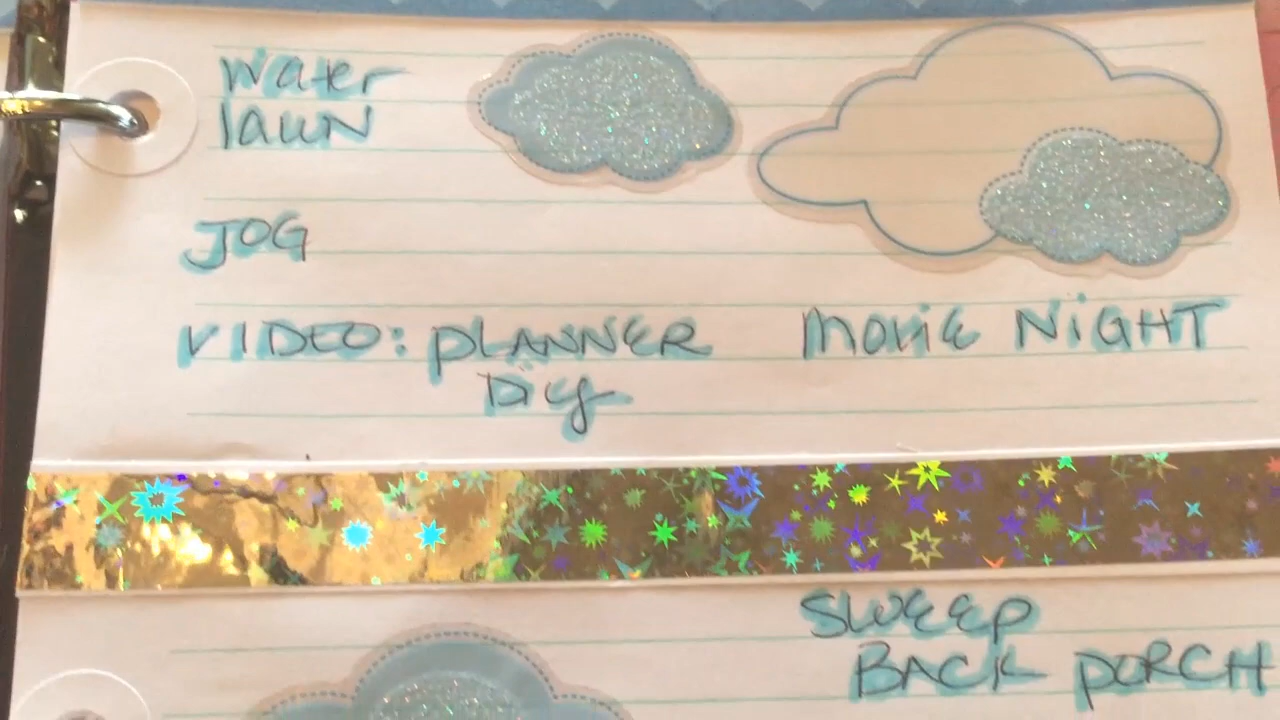 Water
lawN
JOG
VIDEO: PLANNER
DiY
MOViE NiGHT
SWEEP
BACK PORCH